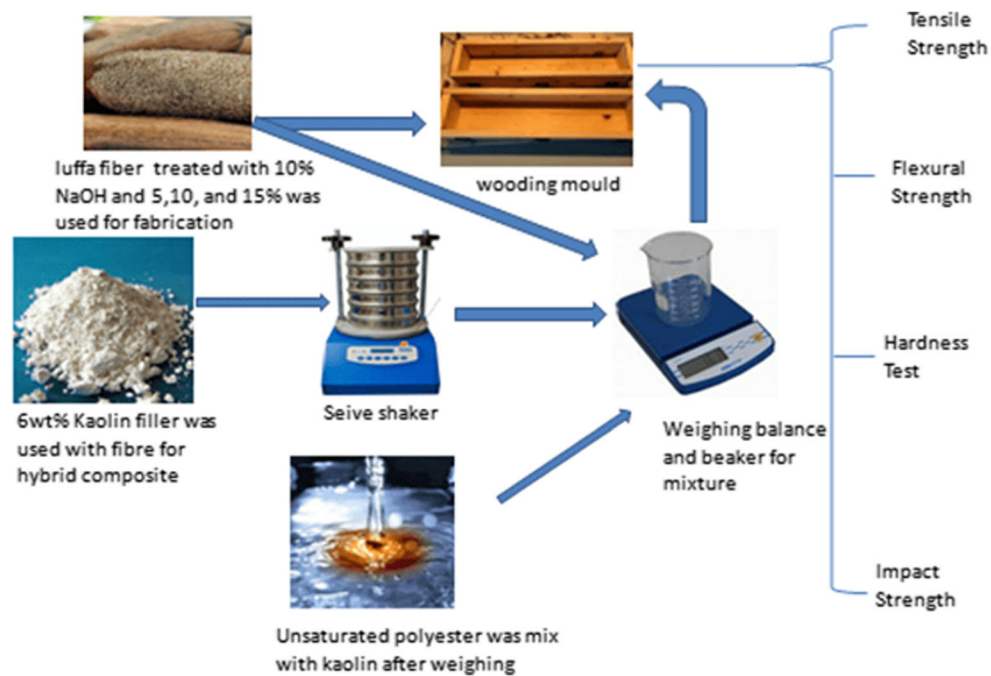 Tensile
Strength
luffa fiber treated with 10%
NaOH and 5,10, and 15% was
used for fabrication
wooding mould
Flexural
Strength
Hardness
Test
6wt% Kaolin filler was
used with fibre for
hybrid composite
Seive shaker
Weighing balance
and beaker for
mixture
Impact
Strength
Unsaturated polyester was mix
with kaolin after weighing